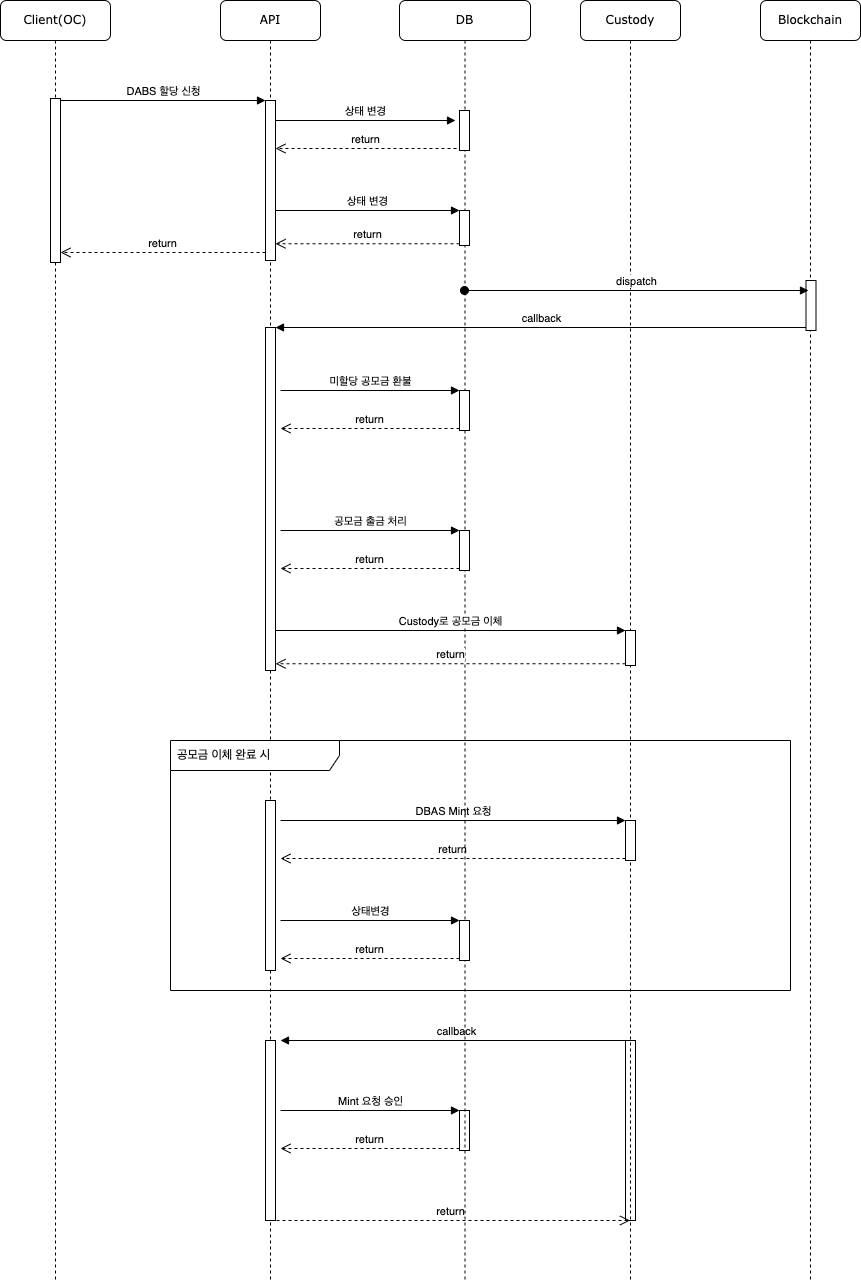 Client(OC)
API
DB
Custody
Blockchain
DABS 할당 신청
상태 변경
return
상태 변경
return
return
dispatch
callback
미할당 공모금 환불
return
공모금 출금 처리
return
Custody로 공모금 이체
return
공모금 이체 완료 시
DBAS Mint 요청
return
상태변경
return
callback
Mint 요청 승인
return
return